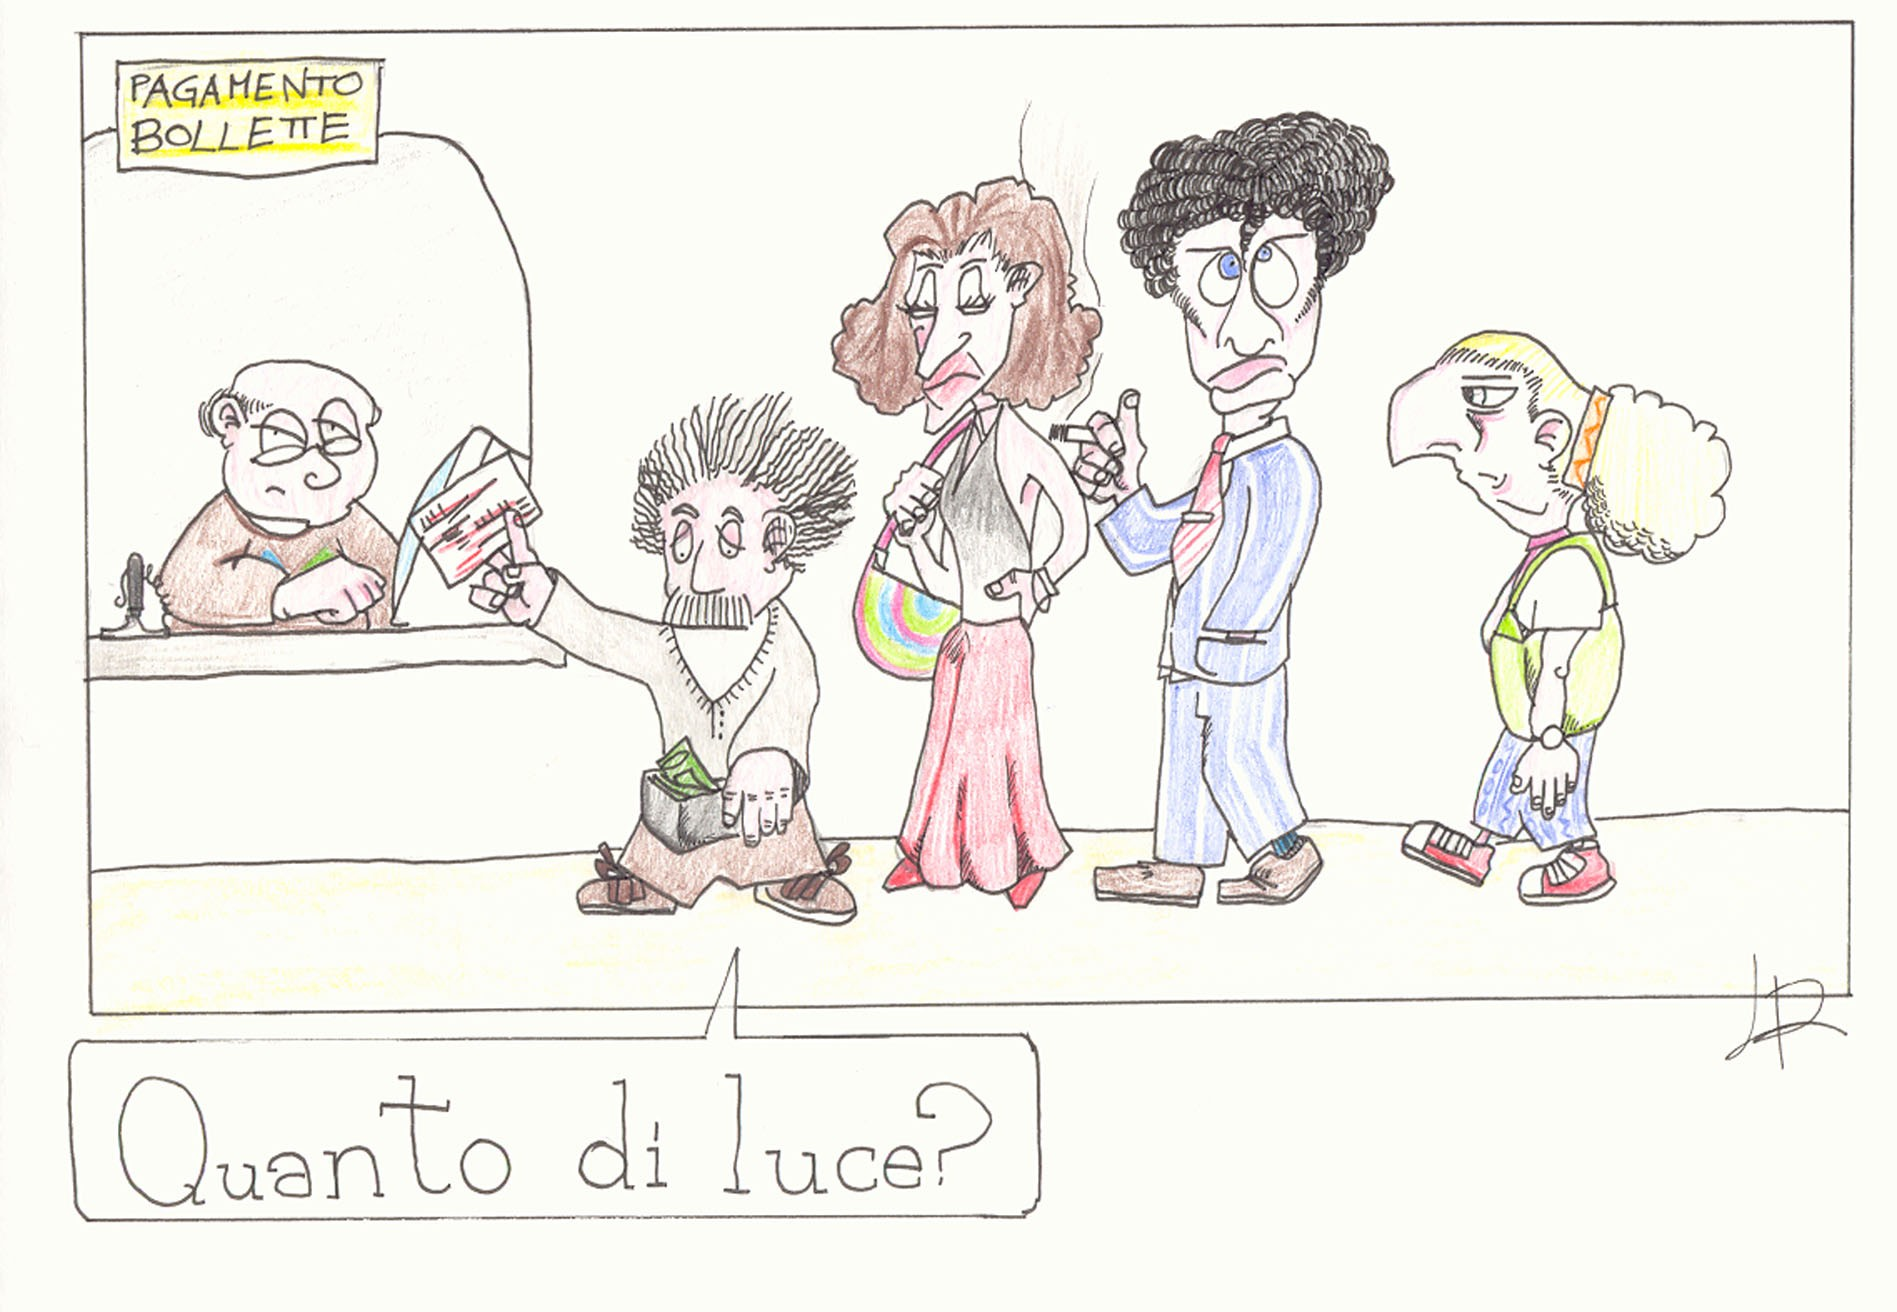 PAGAMENTO
BOLLETTE
Quanto di luce?